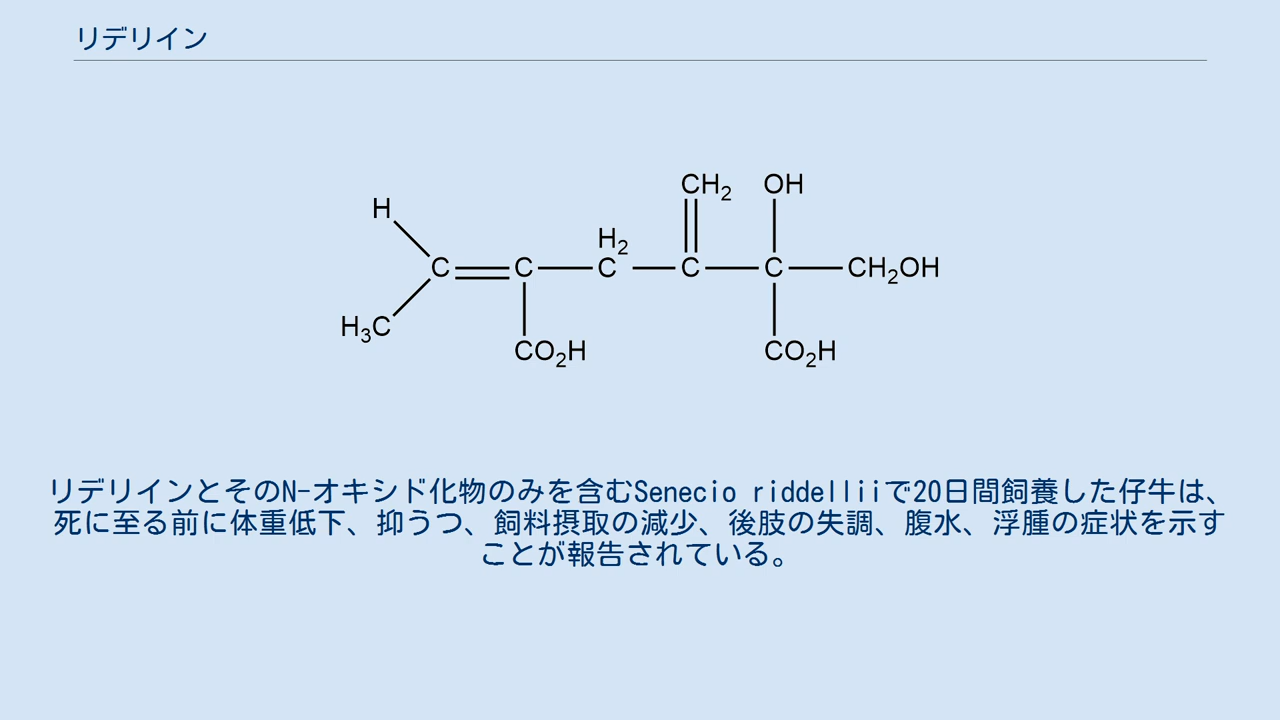 リデリイン
CH2 OH
H
H2
C C C C C CH2OH
H3C
CO2H CO2H
リデリインとそのN-オキシド化物のみを含むSenecio riddelliiで20日間飼養した仔牛は、
死に至る前に体重低下、抑うつ、飼料摂取の減少、後肢の失調、腹水、浮腫の症状を示す
ことが報告されている。